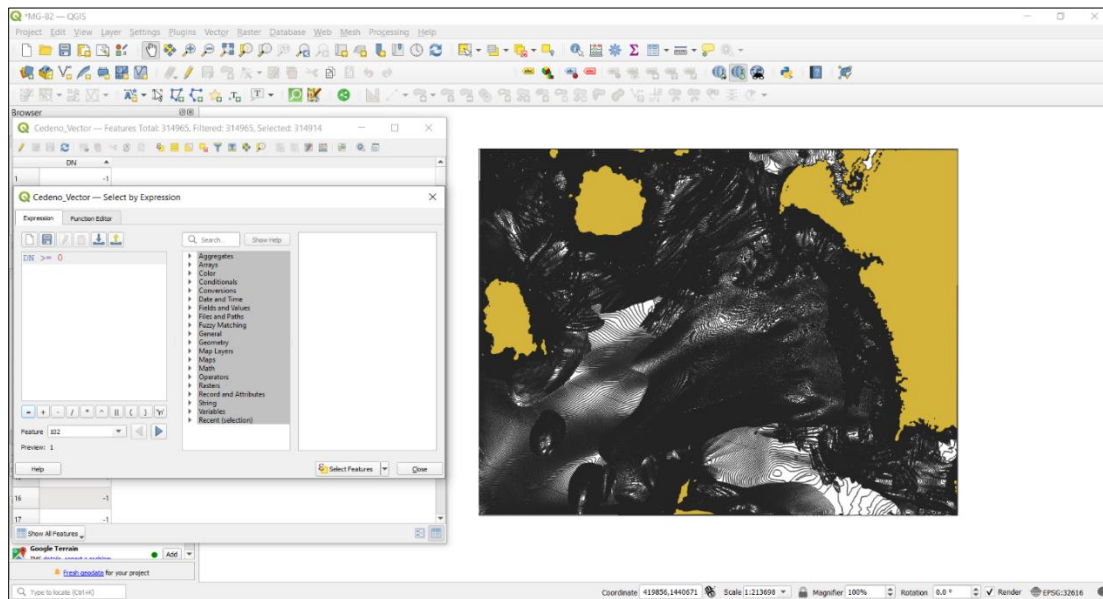 *MG-B2 — QGIS
Project Edit View Layer Settings Plugins Vector Raster Database Web Mesh Processing Help
Browser
Cedeno_Vector — Features Total: 314965, Filtered: 314965, Selected: 314914
DN
1 -1
Cedeno_Vector — Select by Expression
Expression Function Editor
Search... Show Help
DN >= 0
Aggregates
Arrays
Color
Conditionals
Conversions
Date and Time
Fields and Values
Files and Paths
Fuzzy Matching
General
Geometry
Map Layers
Maps
Math
Operators
Rasters
Record and Attributes
String
Variables
Recent (selection)
= + - / * ^ || ( ) '\n'
Feature 102
Preview: 1
Help Select Features Close
16 -1
17 -1
Show All Features
Google Terrain
Add
Fresh geodata for your project
Type to locate (Ctrl+K) Coordinate 419856,1440671 Scale 1:213698 Magnifier 100% Rotation 0.0 ° Render EPSG:32616